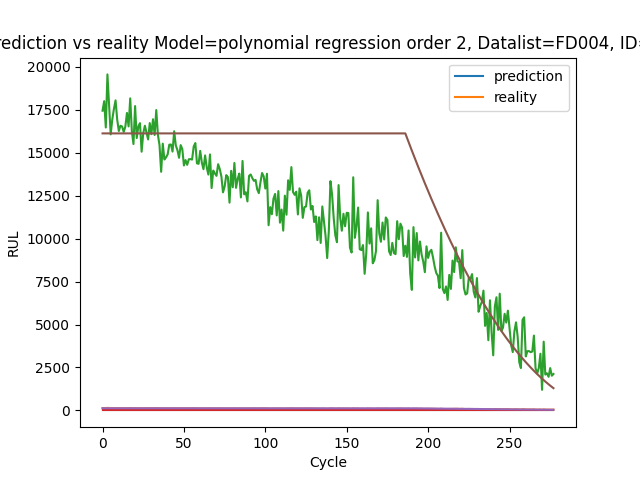 rediction vs reality Model=polynomial regression order 2, Datalist=FD004, ID=
prediction
reality
20000
17500
15000
12500
10000
7500
5000
2500
0
RUL
0 50 100 150 200 250
Cycle